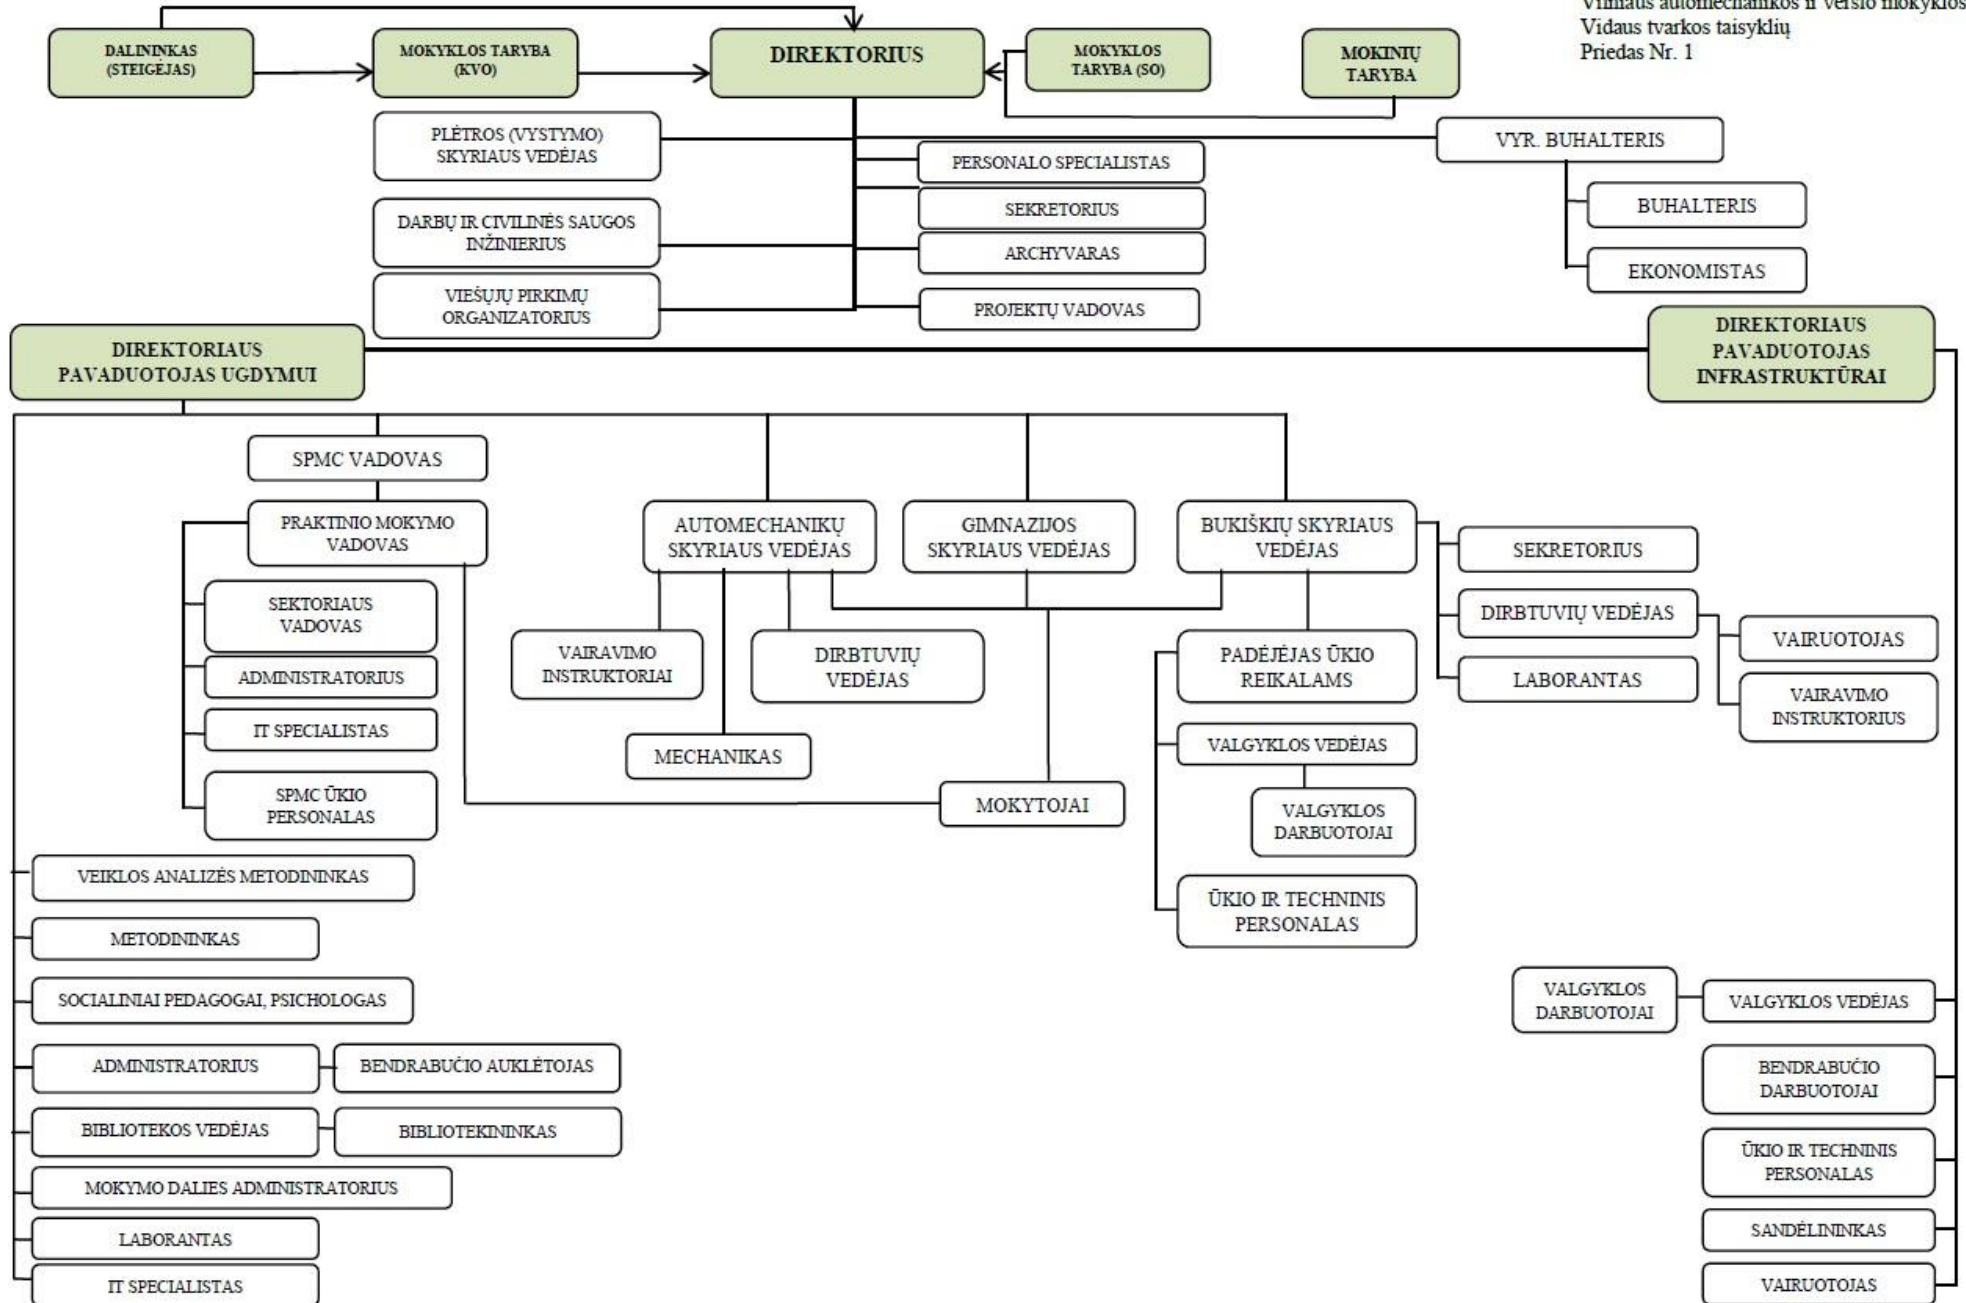 Vilniaus automechanikos ir verslo mokyklos
Vidaus tvarkos taisyklių
Priedas Nr. 1
DALININKAS
(STEIGĖJAS)
MOKYKLOS TARYBA
(KVO)
DIREKTORIUS
MOKYKLOS
TARYBA (SO)
MOKINIŲ
TARYBA
PLĖTROS (VYSTYMO)
SKYRIAUS VEDĖJAS
VYR. BUHALTERIS
PERSONALO SPECIALISTAS
SEKRETORIUS
BUHALTERIS
DARBŲ IR CIVILINĖS SAUGOS
INŽINIERIUS
ARCHYVARAS
EKONOMISTAS
VIEŠŲJŲ PIRKIMŲ
ORGANIZATORIUS
PROJEKTŲ VADOVAS
DIREKTORIAUS
PAVADUOTOJAS UGDYMUI
DIREKTORIAUS
PAVADUOTOJAS
INFRASTRUKTŪRAI
SPMC VADOVAS
PRAKTINIO MOKYMO
VADOVAS
AUTOMECHANIKŲ
SKYRIAUS VEDĖJAS
GIMNAZIJOS
SKYRIAUS VEDĖJAS
BUKIŠKIŲ SKYRIAUS
VEDĖJAS
SEKRETORIUS
SEKTORIAUS
VADOVAS
DIRBTUVIŲ VEDĖJAS
VAIRUOTOJAS
VAIRAVIMO
INSTRUKTORIAI
DIRBTUVIŲ
VEDĖJAS
PADĖJĖJAS ŪKIO
REIKALAMS
LABORANTAS
VAIRAVIMO
INSTRUKTORIUS
ADMINISTRATORIUS
IT SPECIALISTAS
MECHANIKAS
VALGYKLOS VEDĖJAS
SPMC ŪKIO
PERSONALAS
MOKYTOJAI
VALGYKLOS
DARBUOTOJAI
VEIKLOS ANALIZĖS METODININKAS
ŪKIO IR TECHNINIS
PERSONALAS
METODININKAS
SOCIALINIAI PEDAGOGAI, PSICHOLOGAS
VALGYKLOS
DARBUOTOJAI
VALGYKLOS VEDĖJAS
ADMINISTRATORIUS
BENDRABUČIO AUKLĖTOJAS
BENDRABUČIO
DARBUOTOJAI
BIBLIOTEKOS VEDĖJAS
BIBLIOTEKININKAS
ŪKIO IR TECHNINIS
PERSONALAS
MOKYMO DALIES ADMINISTRATORIUS
LABORANTAS
SANDĖLININKAS
IT SPECIALISTAS
VAIRUOTOJAS